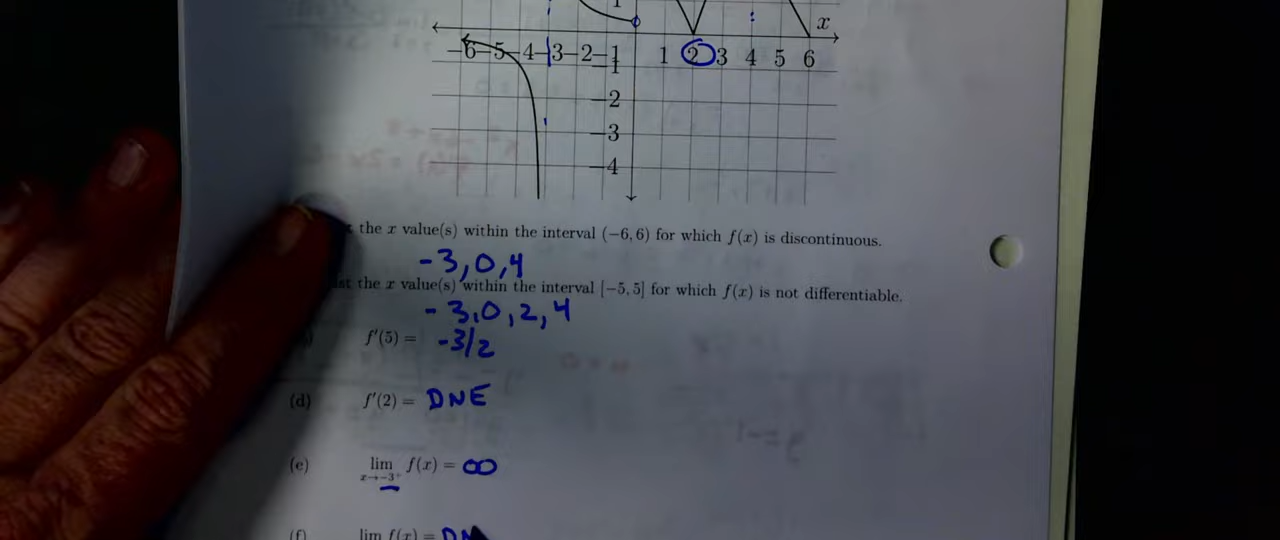 1
x
-6 -5 -4 -3 -2 -1 1 2 3 4 5 6
-1
-2
-3
-4
the x value(s) within the interval (−6, 6) for which f(x) is discontinuous.
-3, 0, 4
the x value(s) within the interval [−5, 5] for which f(x) is not differentiable.
-3, 0, 2, 4
f′(5) = -3/2
(d) f′(2) = DNE
(e) lim x→−3⁺ f(x) = ∞
(f) lim f(x) =